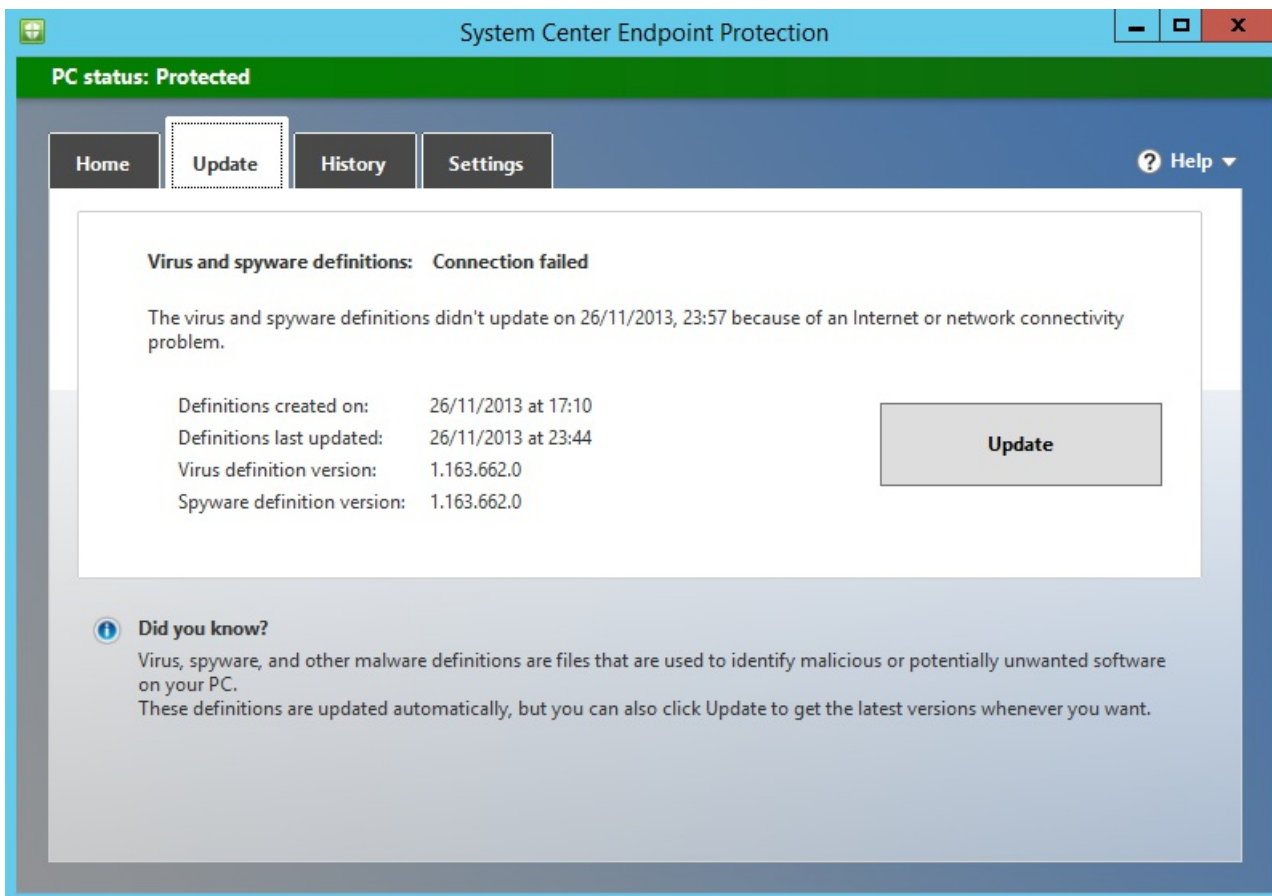 System Center Endpoint Protection
PC status: Protected
Home
Update
History
Settings
Help
Virus and spyware definitions: Connection failed
The virus and spyware definitions didn't update on 26/11/2013, 23:57 because of an Internet or network connectivity
problem.
Definitions created on: 26/11/2013 at 17:10
Definitions last updated: 26/11/2013 at 23:44
Virus definition version: 1.163.662.0
Spyware definition version: 1.163.662.0
Update
Did you know?
Virus, spyware, and other malware definitions are files that are used to identify malicious or potentially unwanted software
on your PC.
These definitions are updated automatically, but you can also click Update to get the latest versions whenever you want.